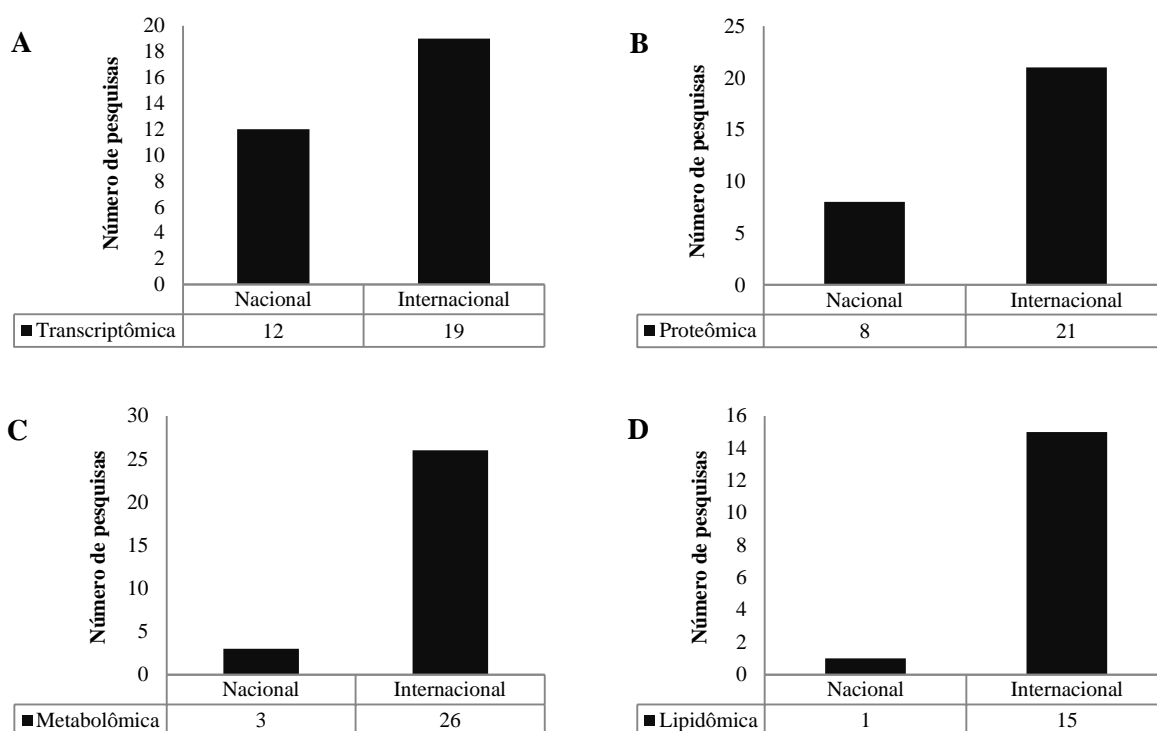 A
Número de pesquisas
20
18
16
14
12
10
8
6
4
2
0
Nacional Internacional
■ Transcriptômica 12 19
B
Número de pesquisas
25
20
15
10
5
0
Nacional Internacional
■ Proteômica 8 21
C
Número de pesquisas
30
25
20
15
10
5
0
Nacional Internacional
■ Metabolômica 3 26
D
Número de pesquisas
16
14
12
10
8
6
4
2
0
Nacional Internacional
■ Lipidômica 1 15